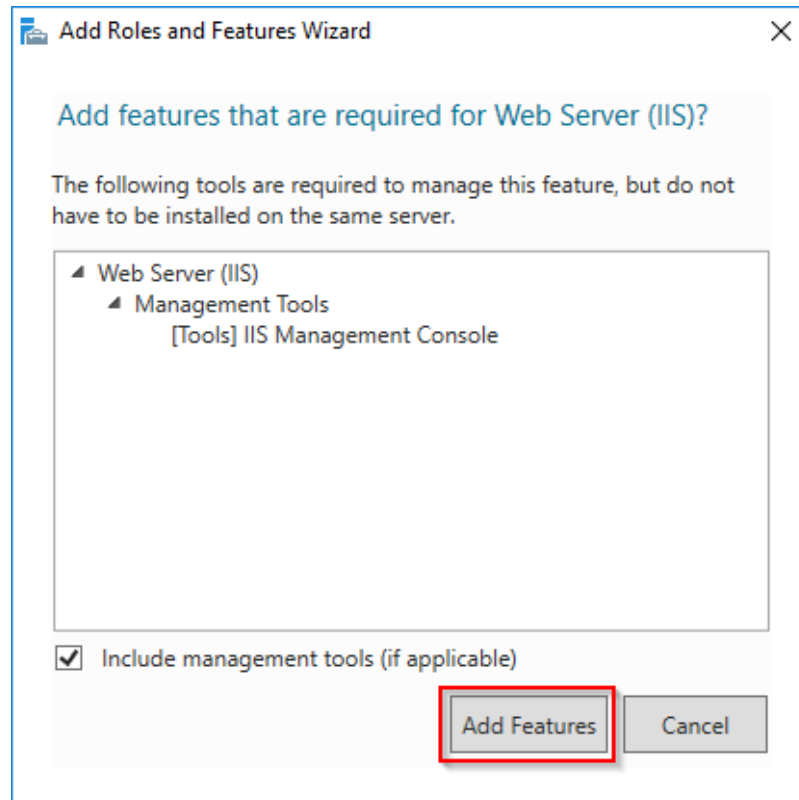 Add Roles and Features Wizard
Add features that are required for Web Server (IIS)?
The following tools are required to manage this feature, but do not
have to be installed on the same server.
Web Server (IIS)
Management Tools
[Tools] IIS Management Console
Include management tools (if applicable)
Add Features
Cancel